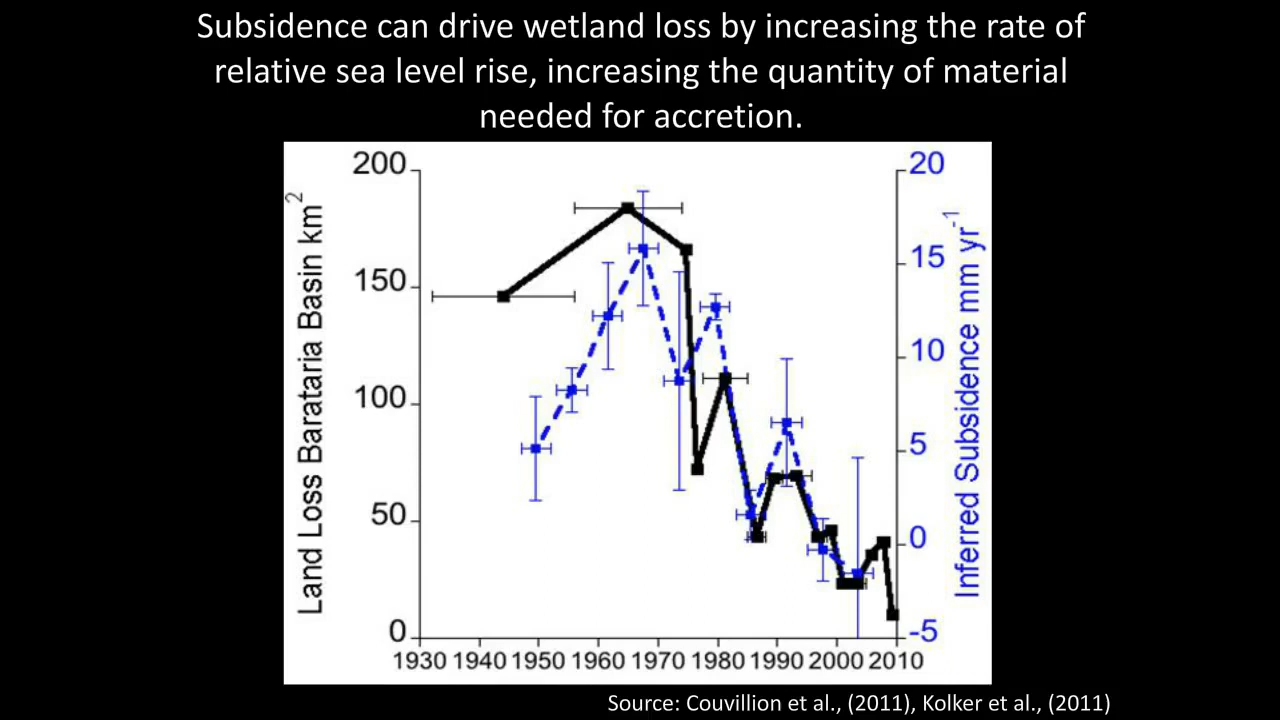 Subsidence can drive wetland loss by increasing the rate of
relative sea level rise, increasing the quantity of material
needed for accretion.
Land Loss Barataria Basin km²
200
150
100
50
0
20
15
10
5
0
-5
Inferred Subsidence mm yr⁻¹
1930 1940 1950 1960 1970 1980 1990 2000 2010
Source: Couvillion et al., (2011), Kolker et al., (2011)